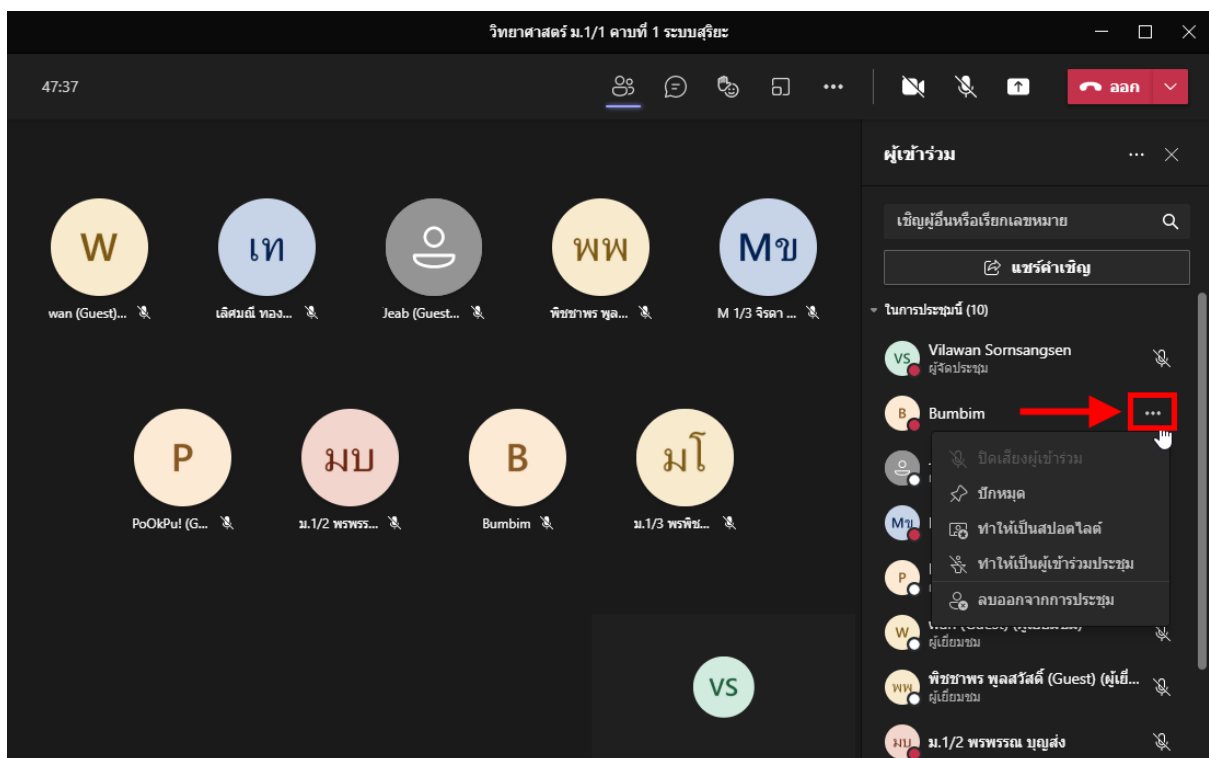 วิทยาศาสตร์ ม.1/1 คาบที่ 1 ระบบสุริยะ
47:37
ออก
W
เท
พพ
Mข
wan (Guest)...
เลิศมณี ทอง...
Jeab (Guest...
พิชชาพร พูล...
M 1/3 จิรดา ...
P
มบ
B
มโ
PoOkPu! (G...
ม.1/2 พรพรร...
Bumbim
ม.1/3 พรพิช...
VS
ผู้เข้าร่วม
เชิญผู้อื่นหรือเรียกเลขหมาย
แชร์คำเชิญ
ในการประชุมนี้ (10)
VS
Vilawan Sornsangsen
ผู้จัดประชุม
B
Bumbim
ปิดเสียงผู้เข้าร่วม
ปักหมุด
Mข
ทำให้เป็นสปอตไลต์
P
ทำให้เป็นผู้เข้าร่วมประชุม
ลบออกจากการประชุม
W
ผู้เยี่ยมชม
พพ
พิชชาพร พูลสวัสดิ์ (Guest) (ผู้เยี่...
ผู้เยี่ยมชม
มบ
ม.1/2 พรพรรณ บุญส่ง